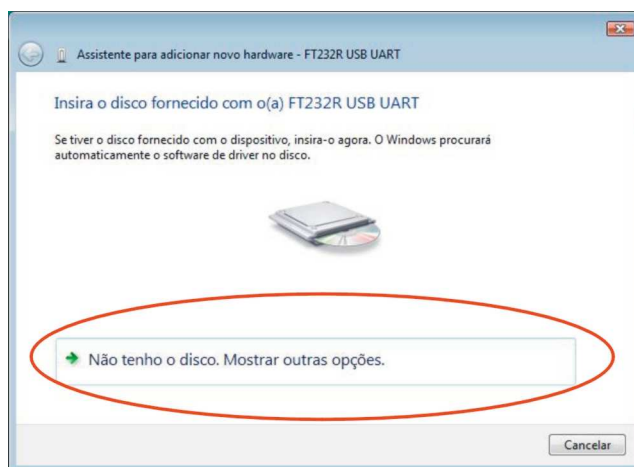 Assistente para adicionar novo hardware - FT232R USB UART
Insira o disco fornecido com o(a) FT232R USB UART
Se tiver o disco fornecido com o dispositivo, insira-o agora. O Windows procurará
automaticamente o software de driver no disco.
Não tenho o disco. Mostrar outras opções.
Cancelar